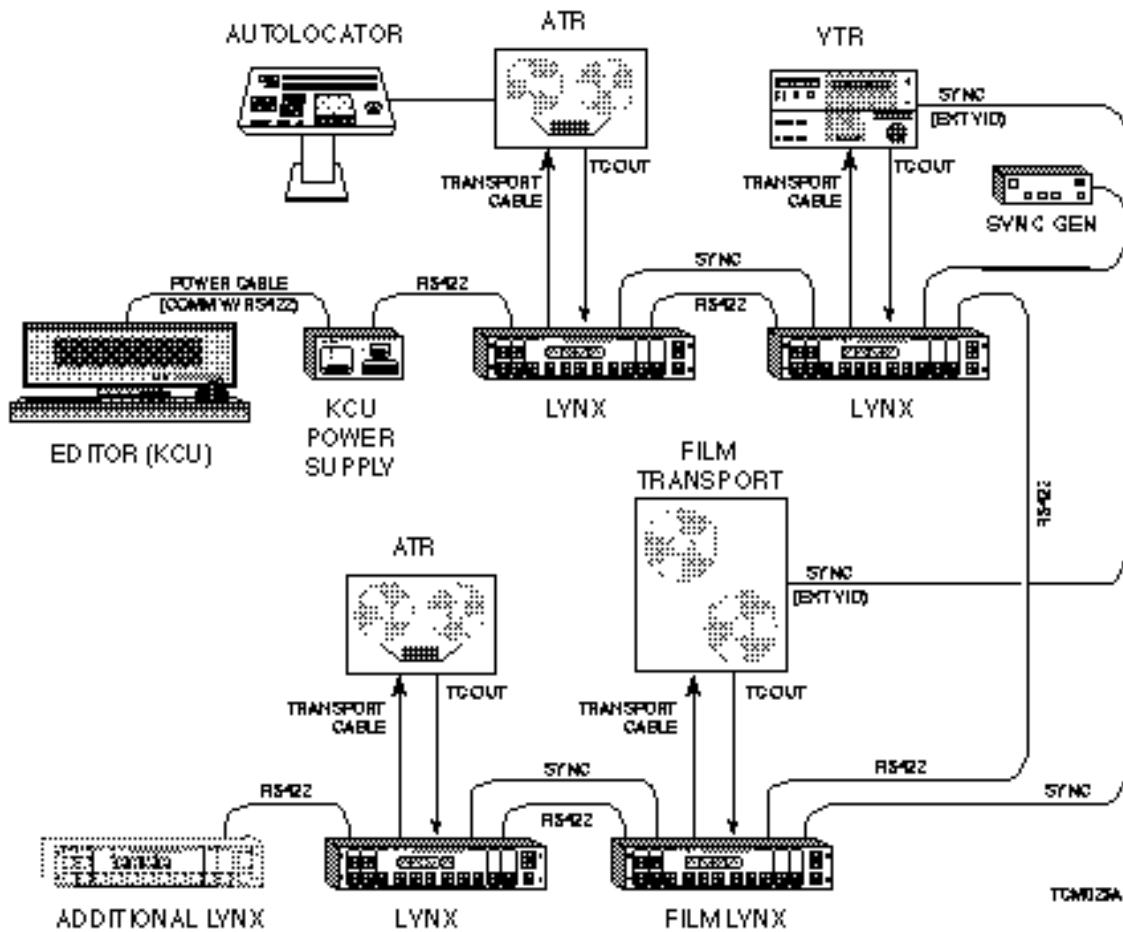 AUTOLOCATOR
ATR
VTR
SYNC
(EXT VID)
TRANSPORT
CABLE
TC OUT
TRANSPORT
CABLE
TC OUT
SYNC GEN
POWER CABLE
(COMM W/ RS422)
RS422
SYNC
RS422
EDITOR (KCU)
KCU
POWER
SUPPLY
LYNX
LYNX
FILM
TRANSPORT
RS422
ATR
SYNC
(EXT VID)
TRANSPORT
CABLE
TC OUT
TRANSPORT
CABLE
TC OUT
RS422
SYNC
RS422
RS422
SYNC
ADDITIONAL LYNX
LYNX
FILM LYNX